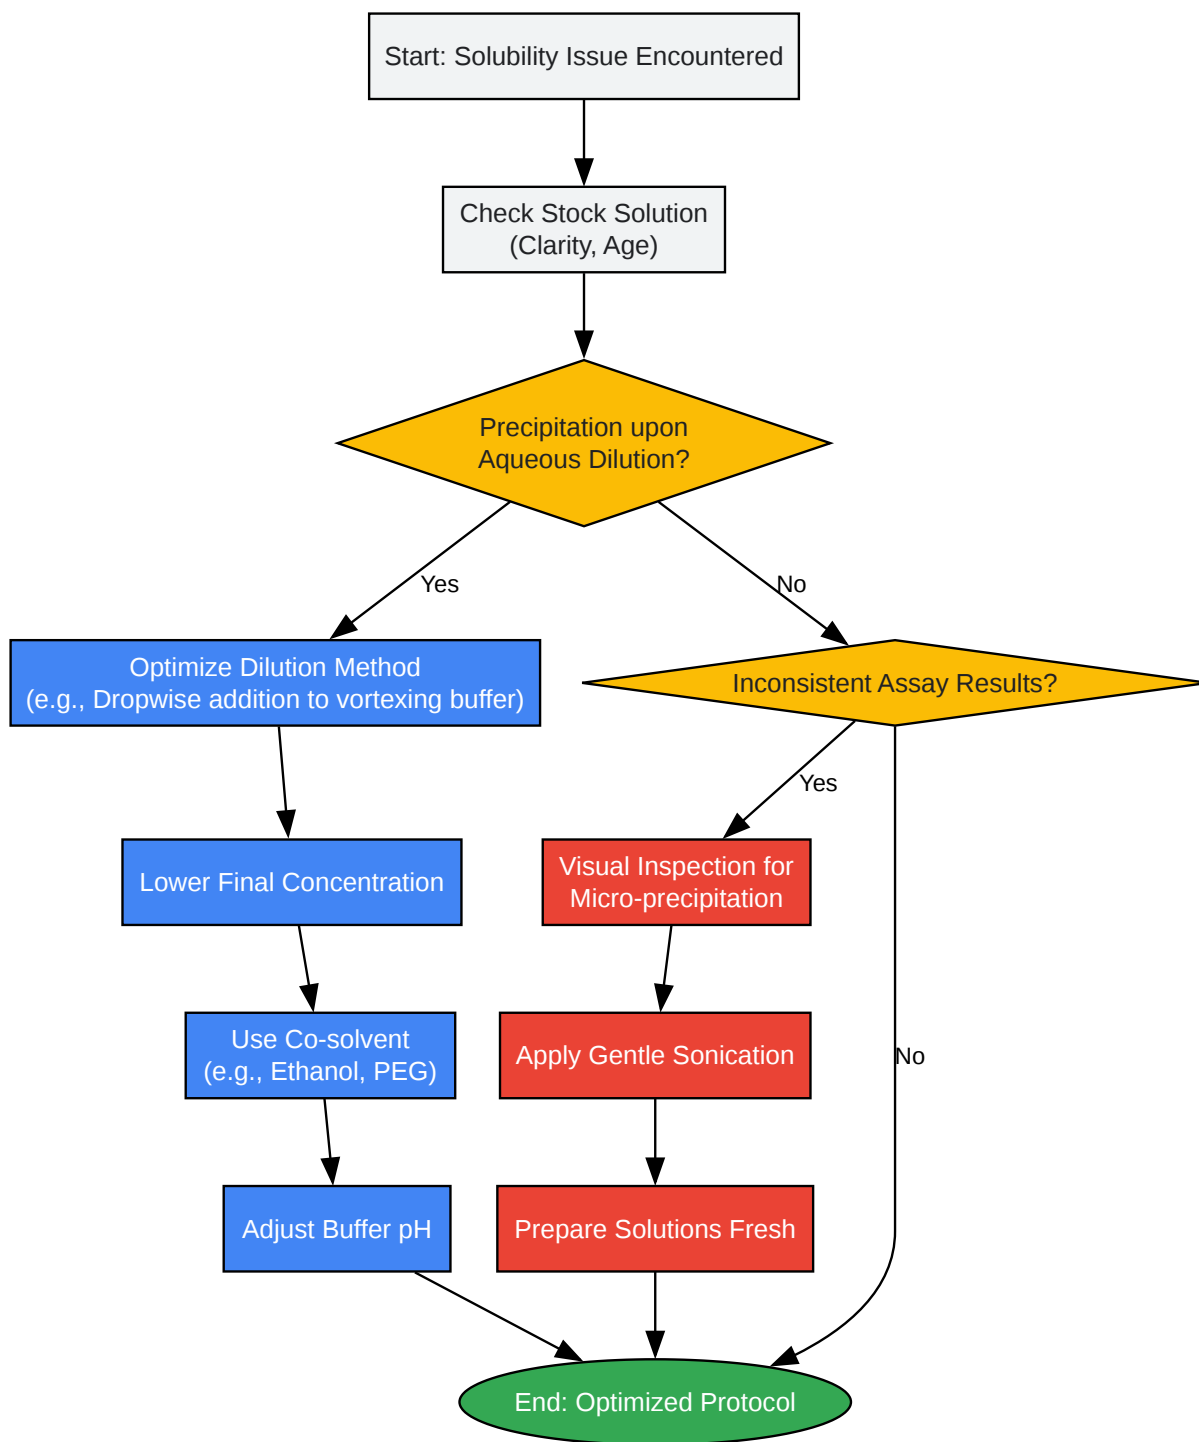 Start: Solubility Issue Encountered
Check Stock Solution
(Clarity, Age)
Precipitation upon
Aqueous Dilution?
Yes
No
Optimize Dilution Method
(e.g., Dropwise addition to vortexing buffer)
Inconsistent Assay Results?
Yes
Lower Final Concentration
Visual Inspection for
Micro-precipitation
Use Co-solvent
(e.g., Ethanol, PEG)
Apply Gentle Sonication
No
Adjust Buffer pH
Prepare Solutions Fresh
End: Optimized Protocol